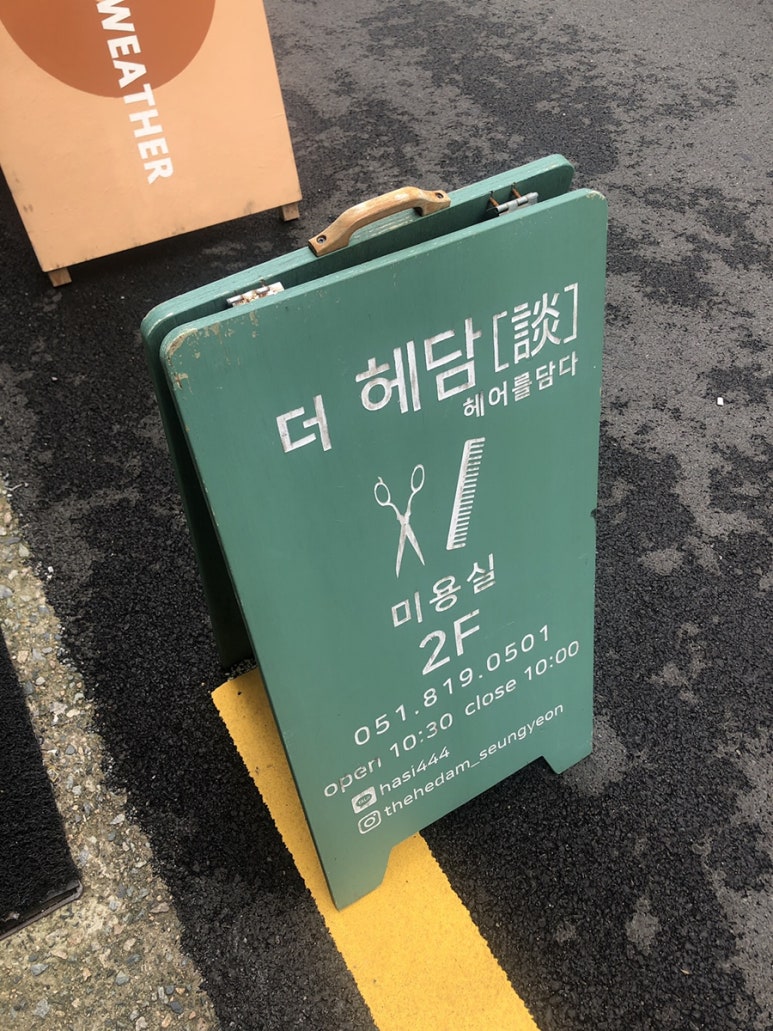 WEATHER
더 헤담[談]
헤어를담다
미용실
2F
051.819.0501
open 10:30 close 10:00
hasi444
thehedam_seungyeon